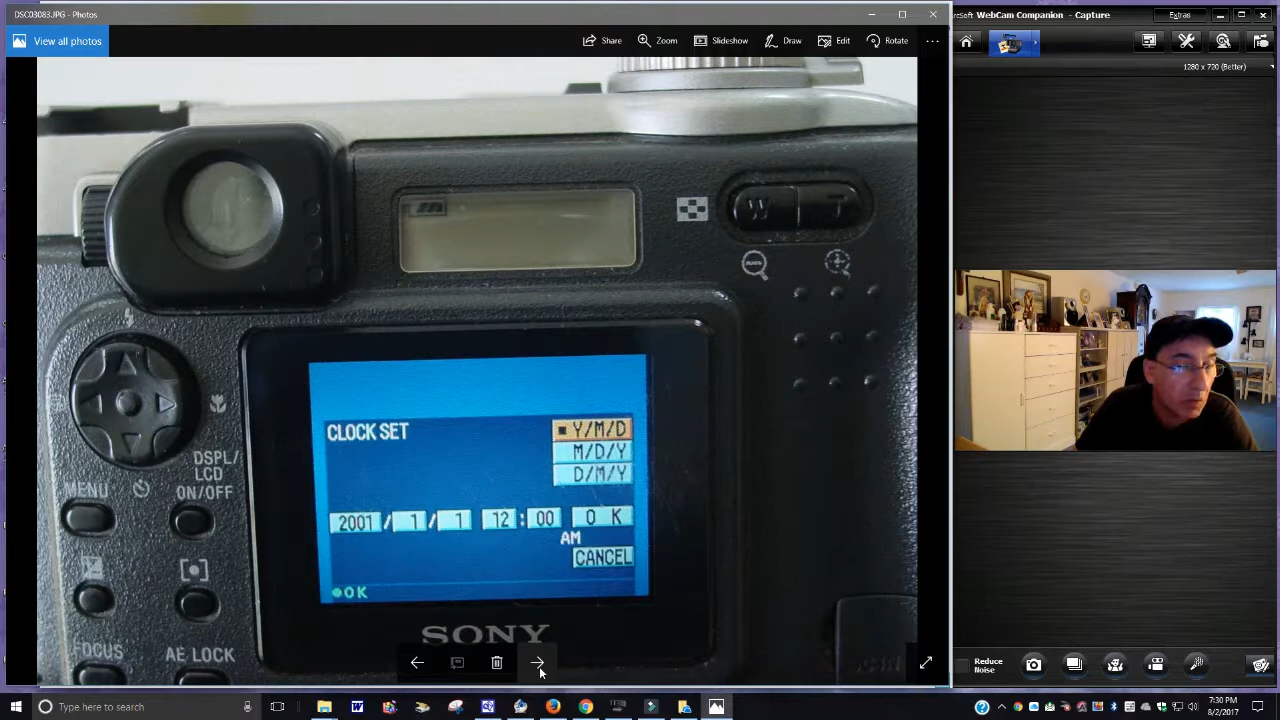 DSC03083.JPG - Photos
WebCam Companion - Capture
Extras
View all photos
Share
Zoom
Slideshow
Draw
Edit
Rotate
1280 x 720 (Better)
W
T
CLOCK SET
Y/M/D
M/D/Y
D/M/Y
2001 / 1 / 1 12 : 00 O K
AM
CANCEL
OK
DSPL/
LCD
ON/OFF
MENU
FOCUS
AE LOCK
SONY
Reduce
Noise
Type here to search
7:30 PM
8/2/2017